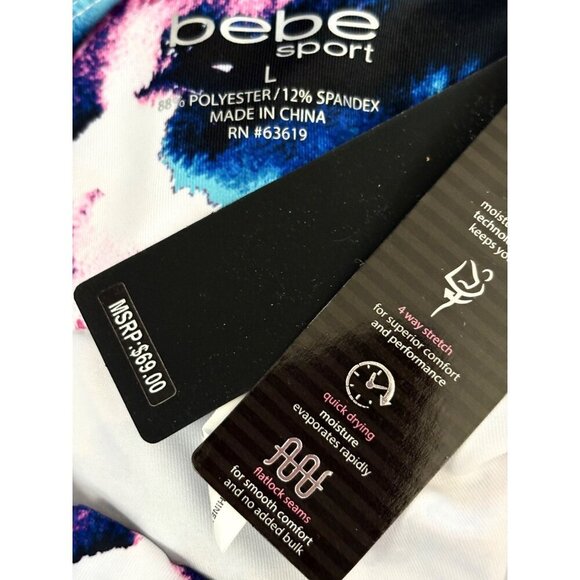 bebe
sport
L
88% POLYESTER/12% SPANDEX
MADE IN CHINA
RN #63619
MSRP:$69.00
keeps
4 way stretch
for superior comfort
and performance
quick drying
moisture
evaporates rapidly
flatlock seams
for smooth comfort
and no added bulk